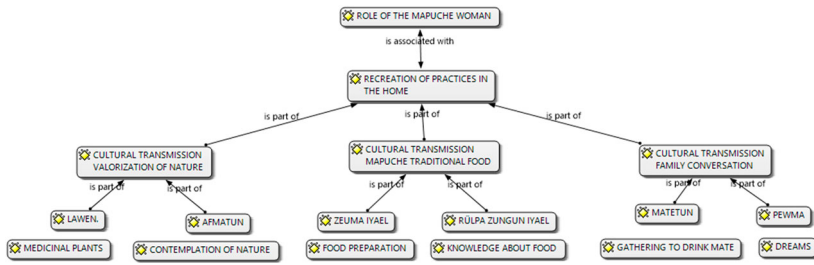 ROLE OF THE MAPUCHE WOMAN
is associated with
RECREATION OF PRACTICES IN
THE HOME
is part of
is part of
is part of
CULTURAL TRANSMISSION
VALORIZATION OF NATURE
CULTURAL TRANSMISSION
MAPUCHE TRADITIONAL FOOD
CULTURAL TRANSMISSION
FAMILY CONVERSATION
is part of
is part of
is part of
is part of
is part of
is part of
LAWEN.
AFMATUN
ZEUMA IYAEL
RÜLPA ZUNGUN IYAEL
MATETUN
PEWMA
MEDICINAL PLANTS
CONTEMPLATION OF NATURE
FOOD PREPARATION
KNOWLEDGE ABOUT FOOD
GATHERING TO DRINK MATE
DREAMS